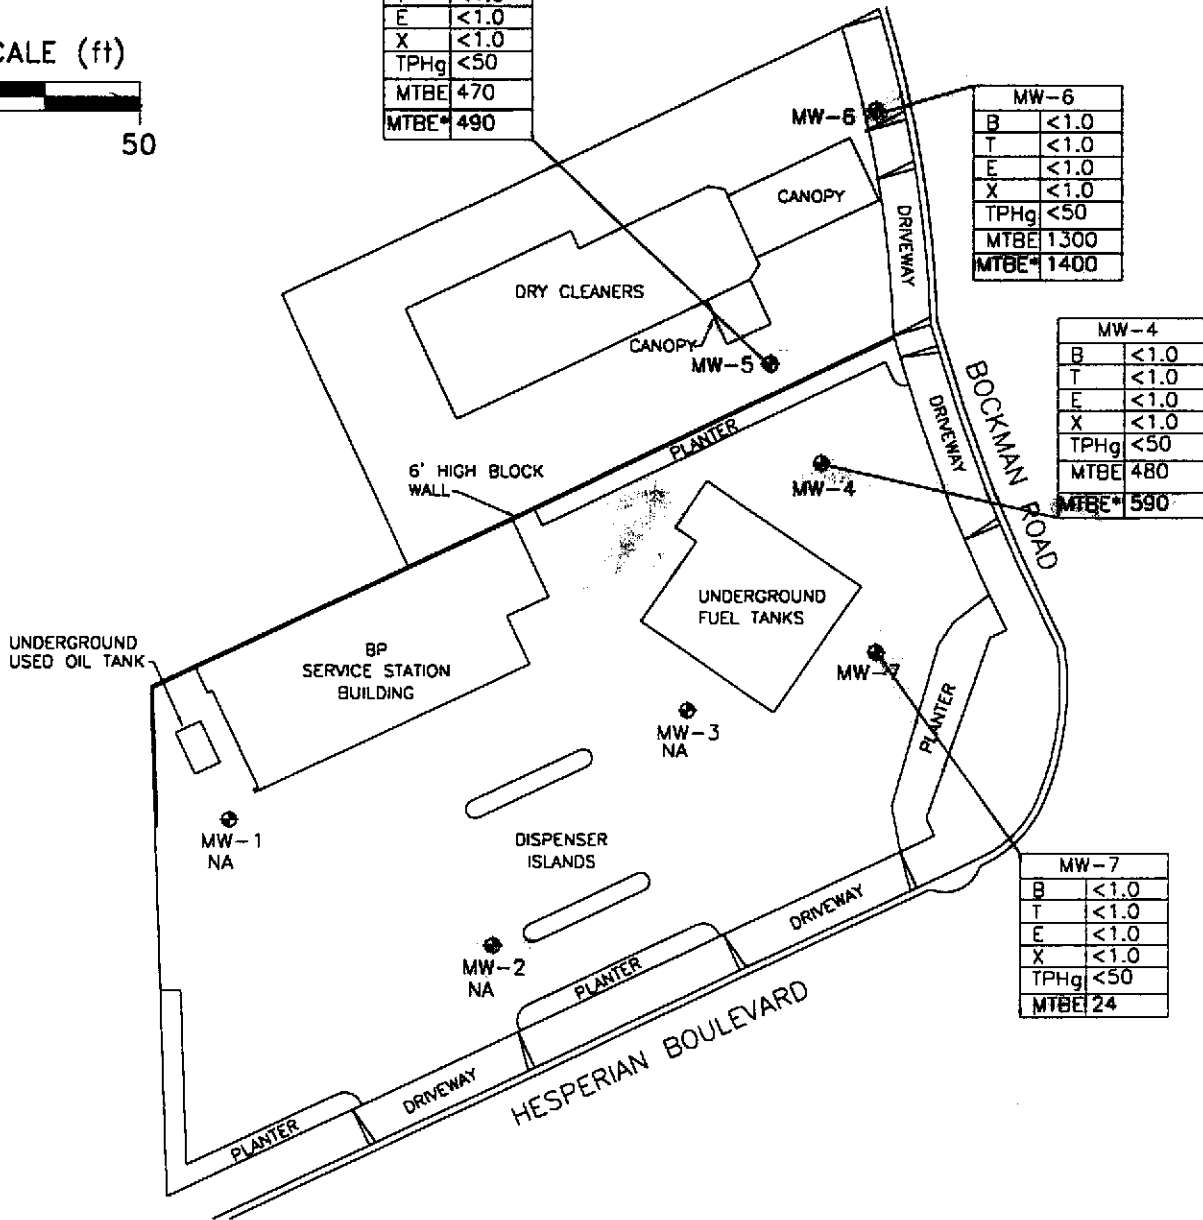 CALE (ft)
50
E <1.0
X <1.0
TPHg <50
MTBE 470
MTBE* 490
MW-6
MW-6
B <1.0
T <1.0
E <1.0
X <1.0
TPHg <50
MTBE 1300
MTBE* 1400
CANOPY
DRIVEWAY
DRY CLEANERS
CANOPY
MW-5
MW-4
B <1.0
T <1.0
E <1.0
X <1.0
TPHg <50
MTBE 480
MTBE* 590
BOCKMAN ROAD
DRIVEWAY
PLANTER
6' HIGH BLOCK
WALL
MW-4
UNDERGROUND
FUEL TANKS
UNDERGROUND
USED OIL TANK
BP
SERVICE STATION
BUILDING
MW-7
MW-3
NA
PLANTER
MW-1
NA
DISPENSER
ISLANDS
MW-7
B <1.0
T <1.0
E <1.0
X <1.0
TPHg <50
MTBE 24
DRIVEWAY
MW-2
NA
PLANTER
HESPERIAN BOULEVARD
DRIVEWAY
PLANTER